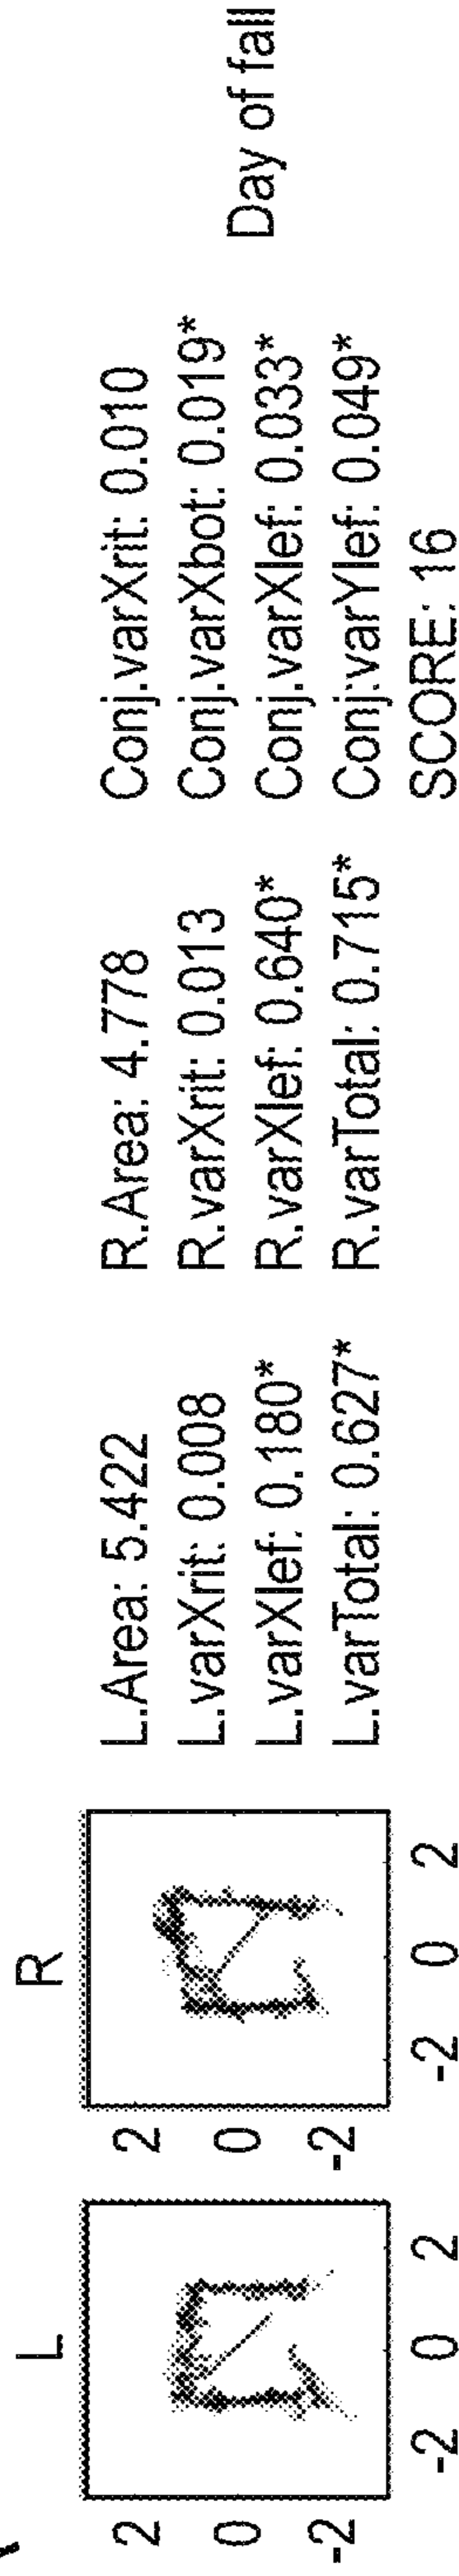 L
2
0
-2
-2 0 2
R
2
0
-2
-2 0 2
L.Area: 5.422
L.varXrit: 0.008
L.varXlef: 0.180*
L.varTotal: 0.627*
R.Area: 4.778
R.varXrit: 0.013
R.varXlef: 0.640*
R.varTotal: 0.715*
Conj.varXrit: 0.010
Conj.varXbot: 0.019*
Conj.varXlef: 0.033*
Conj.varYlef: 0.049*
SCORE: 16
Day of fall